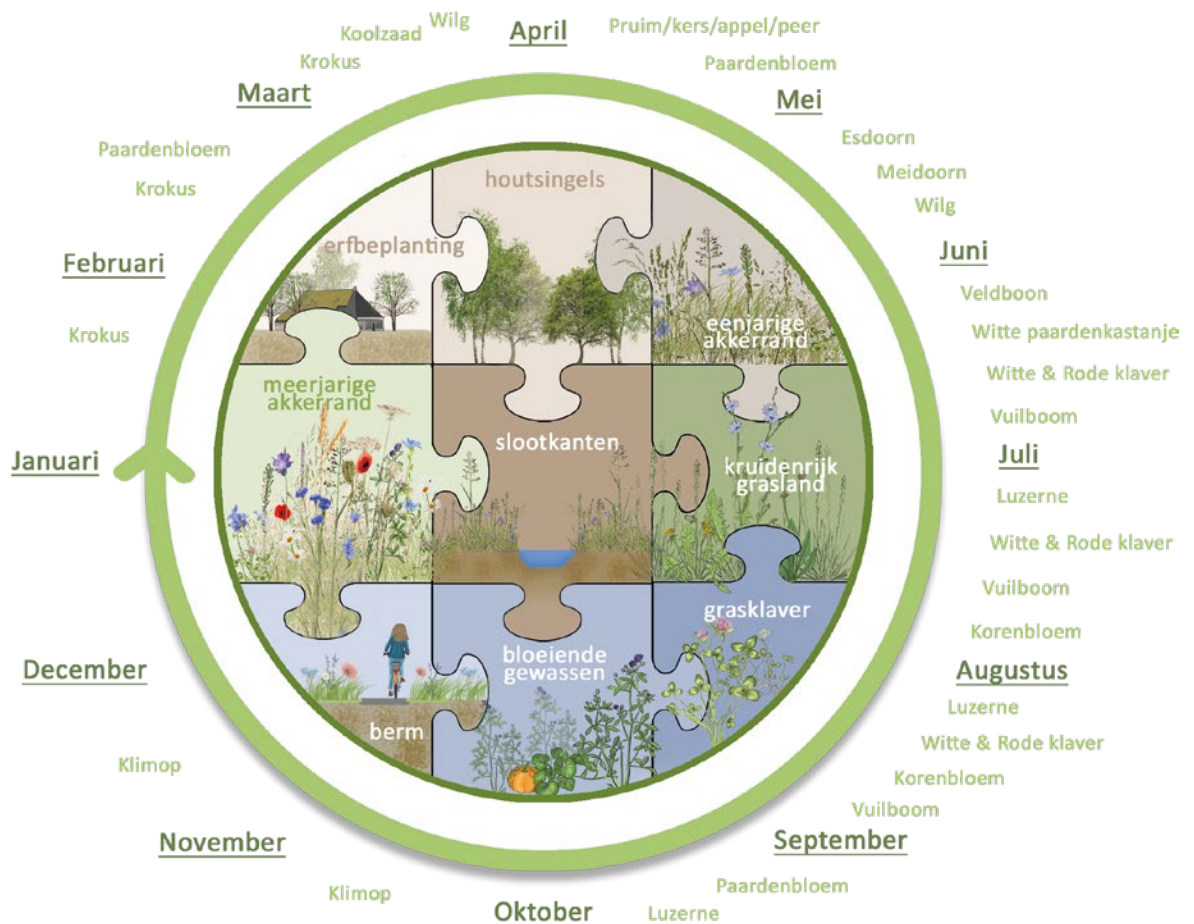 Januari
Krokus
Februari
Krokus
Paardenbloem
Maart
Krokus
Koolzaad
Wilg
April
Pruim/kers/appel/peer
Paardenbloem
Mei
Esdoorn
Meidoorn
Wilg
Juni
Veldboon
Witte paardenkastanje
Witte & Rode klaver
Vuilboom
Juli
Luzerne
Witte & Rode klaver
Vuilboom
Korenbloem
Augustus
Luzerne
Witte & Rode klaver
Korenbloem
Vuilboom
September
Paardenbloem
Luzerne
Oktober
Klimop
November
Klimop
December
erfbeplanting
houtsingels
eenjarige
akkerrand
meerjarige
akkerrand
slootkanten
kruidenrijk
grasland
berm
bloeiende
gewassen
grasklaver